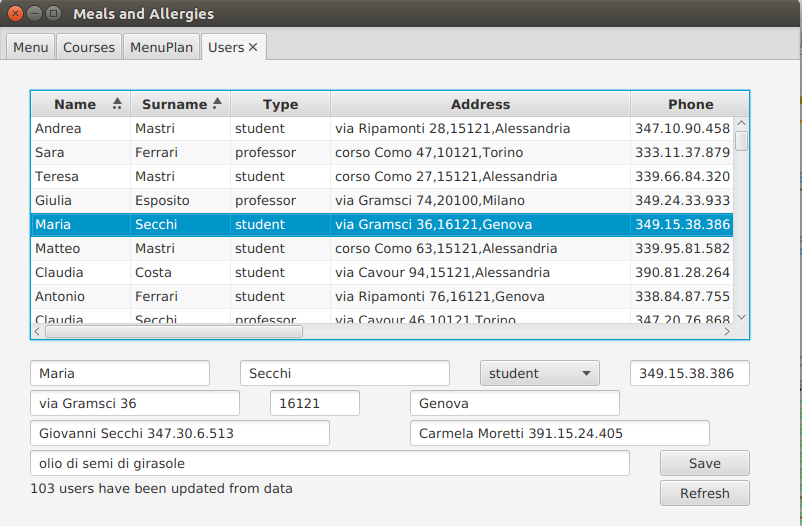 Meals and Allergies
Menu Courses MenuPlan Users
Name Surname Type Address Phone
Andrea Mastri student via Ripamonti 28,15121,Alessandria 347.10.90.458
Sara Ferrari professor corso Como 47,10121,Torino 333.11.37.879
Teresa Mastri student corso Como 27,15121,Alessandria 339.66.84.320
Giulia Esposito professor via Gramsci 74,20100,Milano 349.24.33.933
Maria Secchi student via Gramsci 36,16121,Genova 349.15.38.386
Matteo Mastri student corso Como 63,15121,Alessandria 339.95.81.582
Claudia Costa student via Cavour 94,15121,Alessandria 390.81.28.264
Antonio Ferrari student via Ripamonti 76,16121,Genova 338.84.87.755
Claudia Secchi professor via Cavour 46,10121,Torino 347.20.76.868
Maria Secchi student 349.15.38.386
via Gramsci 36 16121 Genova
Giovanni Secchi 347.30.6.513 Carmela Moretti 391.15.24.405
olio di semi di girasole Save
103 users have been updated from data Refresh